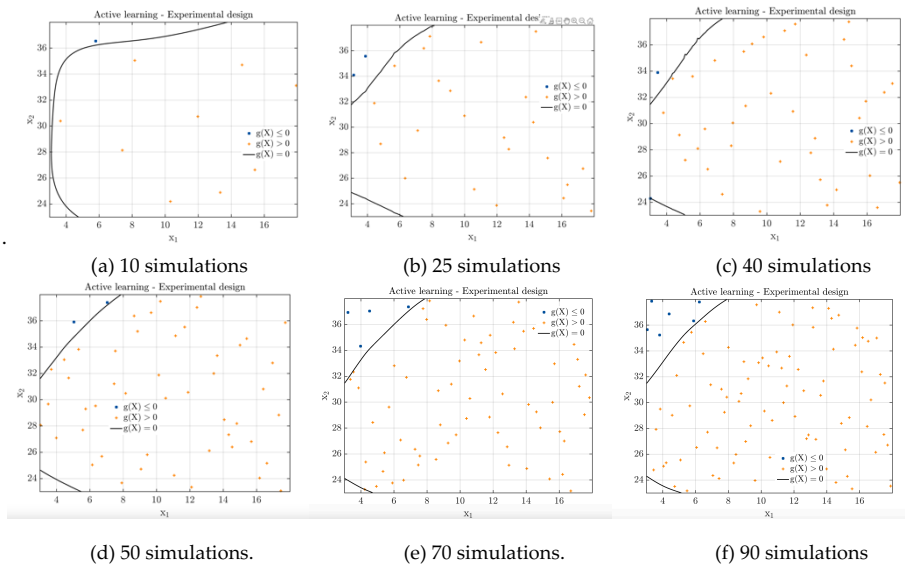 Active learning - Experimental design
36
34
32
30
28
26
24
x2
4
6
8
10
12
14
16
x1
g(X) ≤ 0
g(X) > 0
g(X) = 0
(a) 10 simulations
Active learning - Experimental des
36
34
32
30
28
26
24
x2
4
6
8
10
12
14
16
x1
g(X) ≤ 0
g(X) > 0
g(X) = 0
(b) 25 simulations
Active learning - Experimental design
38
36
34
32
30
28
26
24
x2
4
6
8
10
12
14
16
x1
g(X) ≤ 0
g(X) > 0
g(X) = 0
(c) 40 simulations
.
Active learning - Experimental design
36
34
32
30
28
26
24
x2
4
6
8
10
12
14
16
x1
g(X) ≤ 0
g(X) > 0
g(X) = 0
(d) 50 simulations.
Active learning - Experimental design
36
34
32
30
28
26
24
x2
4
6
8
10
12
14
16
x1
g(X) ≤ 0
g(X) > 0
g(X) = 0
(e) 70 simulations.
Active learning - Experimental design
36
34
32
30
28
26
24
x2
4
6
8
10
12
14
16
x1
g(X) ≤ 0
g(X) > 0
g(X) = 0
(f) 90 simulations